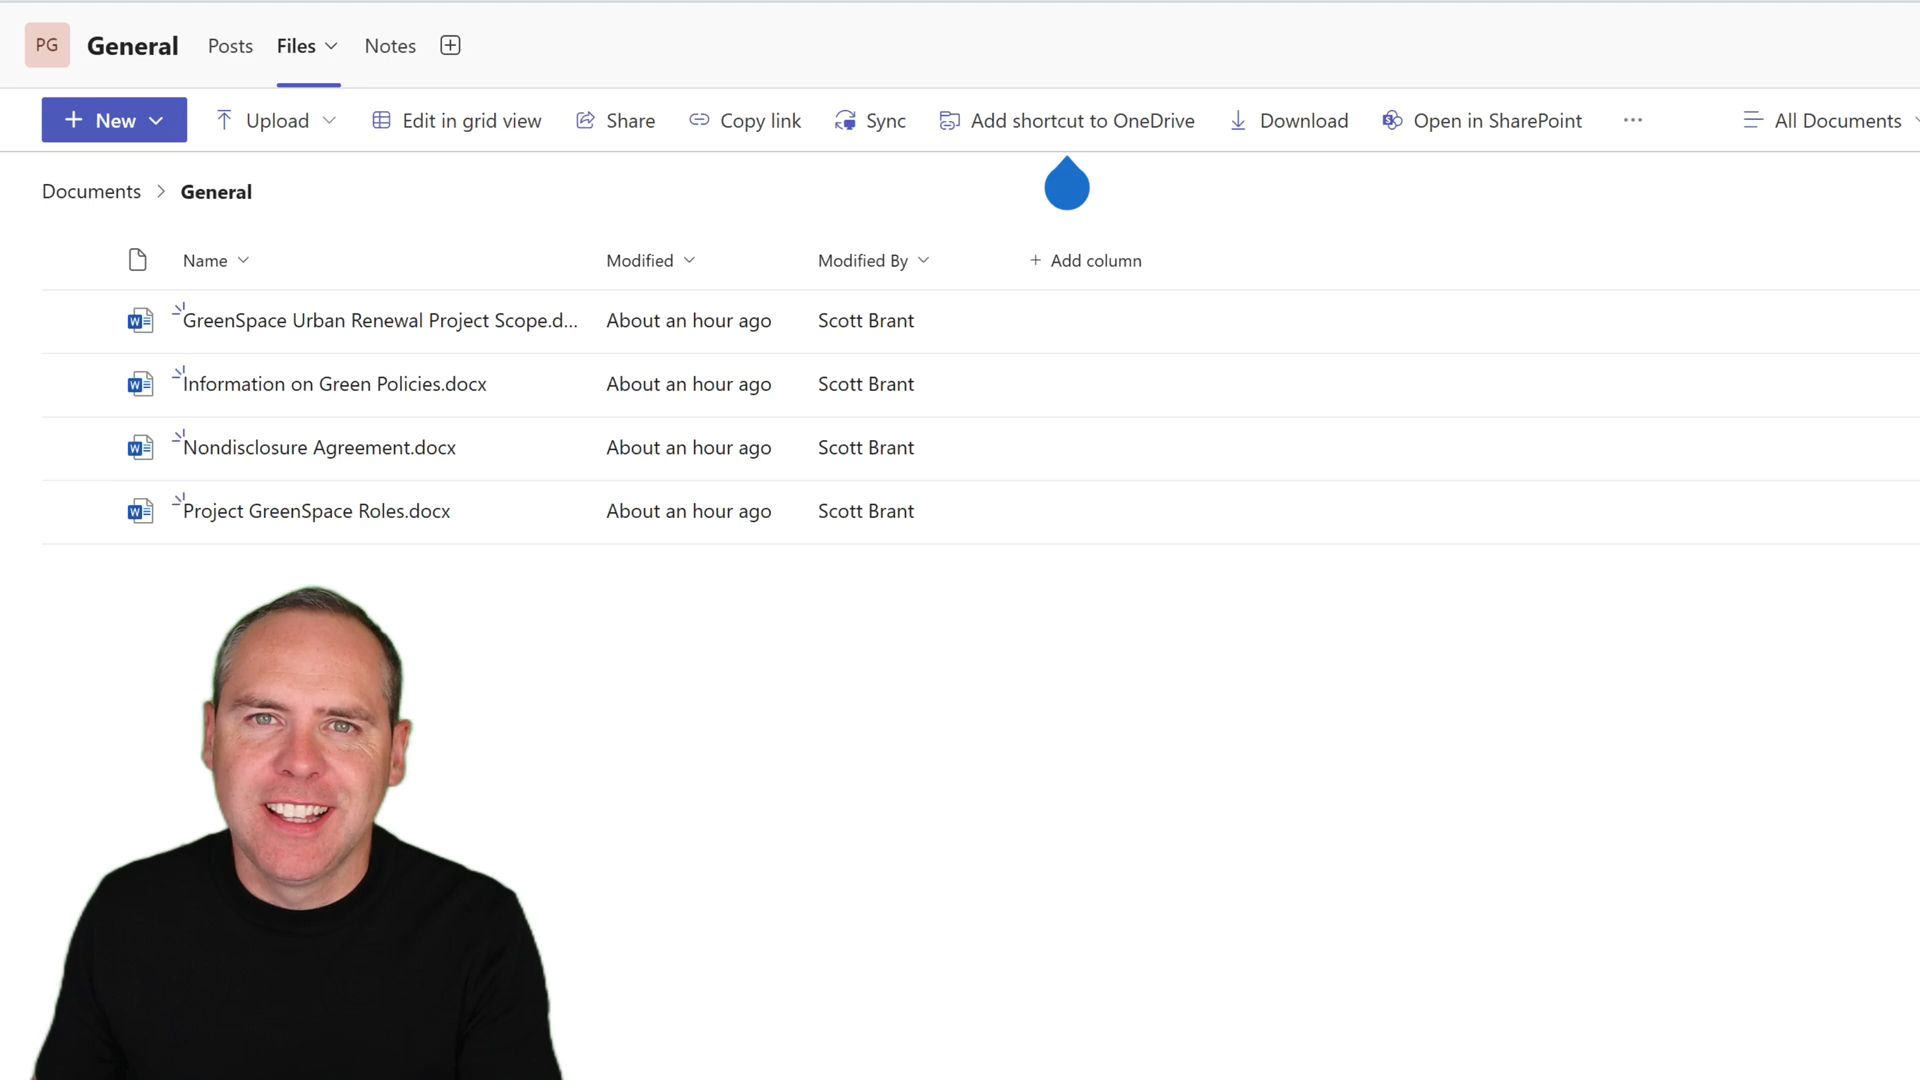 PG General Posts Files Notes
New Upload Edit in grid view Share Copy link Sync Add shortcut to OneDrive Download Open in SharePoint ... All Documents
Documents > General
Name Modified Modified By + Add column
GreenSpace Urban Renewal Project Scope.d... About an hour ago Scott Brant
Information on Green Policies.docx About an hour ago Scott Brant
Nondisclosure Agreement.docx About an hour ago Scott Brant
Project GreenSpace Roles.docx About an hour ago Scott Brant